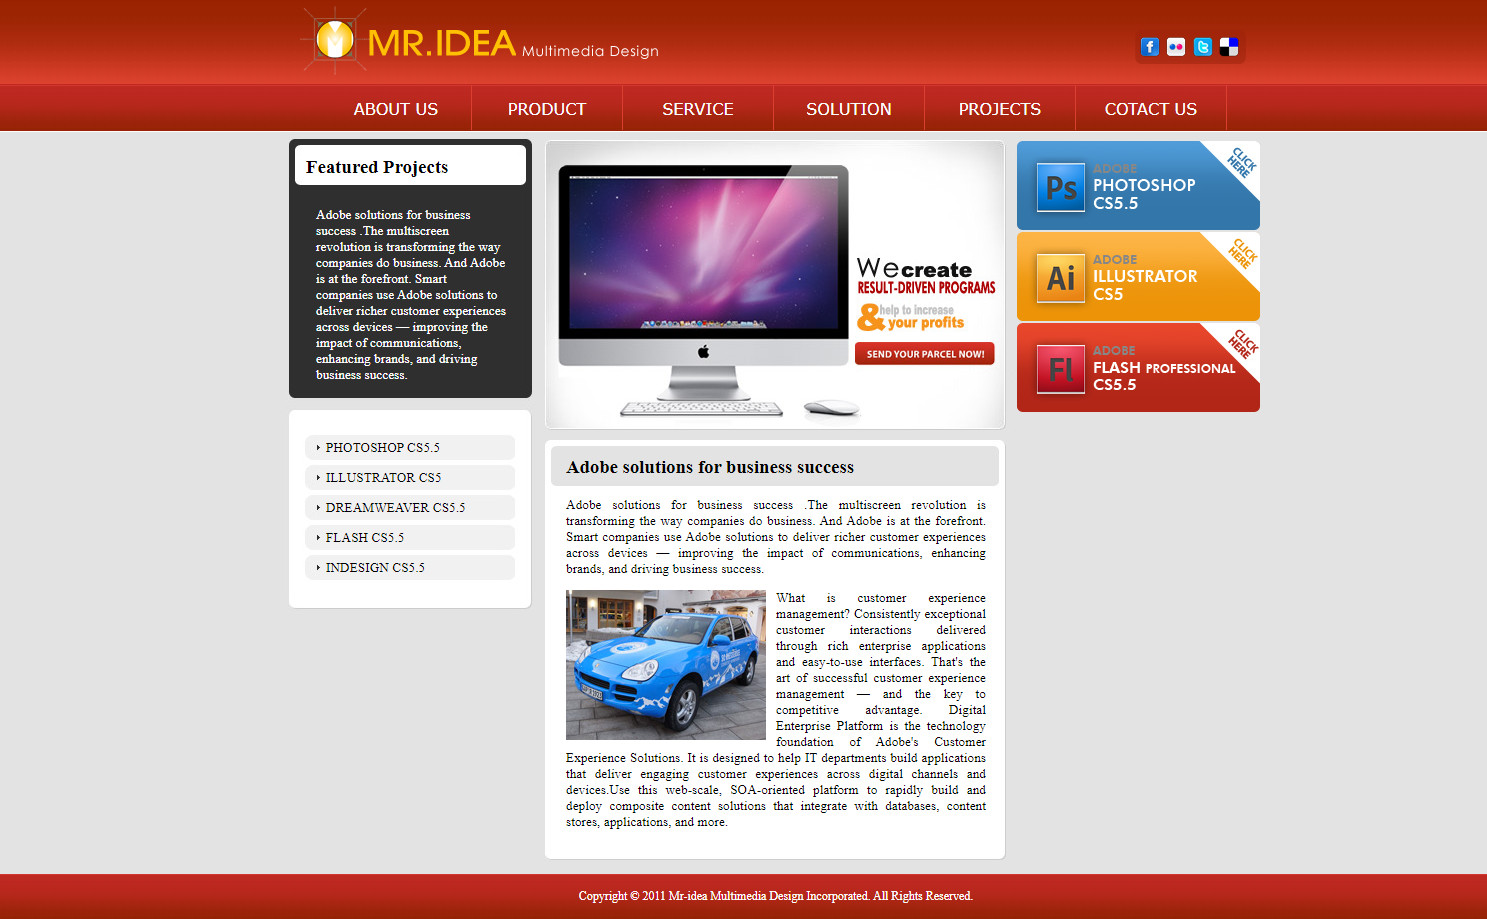 MR.IDEA Multimedia Design
ABOUT US
PRODUCT
SERVICE
SOLUTION
PROJECTS
COTACT US
Featured Projects
Adobe solutions for business
success .The multiscreen
revolution is transforming the way
companies do business. And Adobe
is at the forefront. Smart
companies use Adobe solutions to
deliver richer customer experiences
across devices — improving the
impact of communications,
enhancing brands, and driving
business success.
PHOTOSHOP CS5.5
ILLUSTRATOR CS5
DREAMWEAVER CS5.5
FLASH CS5.5
INDESIGN CS5.5
We create
RESULT-DRIVEN PROGRAMS
& help to increase
your profits
SEND YOUR PARCEL NOW!
Adobe solutions for business success
Adobe solutions for business success .The multiscreen revolution is
transforming the way companies do business. And Adobe is at the forefront.
Smart companies use Adobe solutions to deliver richer customer experiences
across devices — improving the impact of communications, enhancing
brands, and driving business success.
What is customer experience
management? Consistently exceptional
customer interactions delivered
through rich enterprise applications
and easy-to-use interfaces. That's the
art of successful customer experience
management — and the key to
competitive advantage. Digital
Enterprise Platform is the technology
foundation of Adobe's Customer
Experience Solutions. It is designed to help IT departments build applications
that deliver engaging customer experiences across digital channels and
devices.Use this web-scale, SOA-oriented platform to rapidly build and
deploy composite content solutions that integrate with databases, content
stores, applications, and more.
Ps
ADOBE
PHOTOSHOP
CS5.5
CLICK
HERE
Ai
ADOBE
ILLUSTRATOR
CS5
CLICK
HERE
Fl
ADOBE
FLASH PROFESSIONAL
CS5.5
CLICK
HERE
Copyright © 2011 Mr-idea Multimedia Design Incorporated. All Rights Reserved.